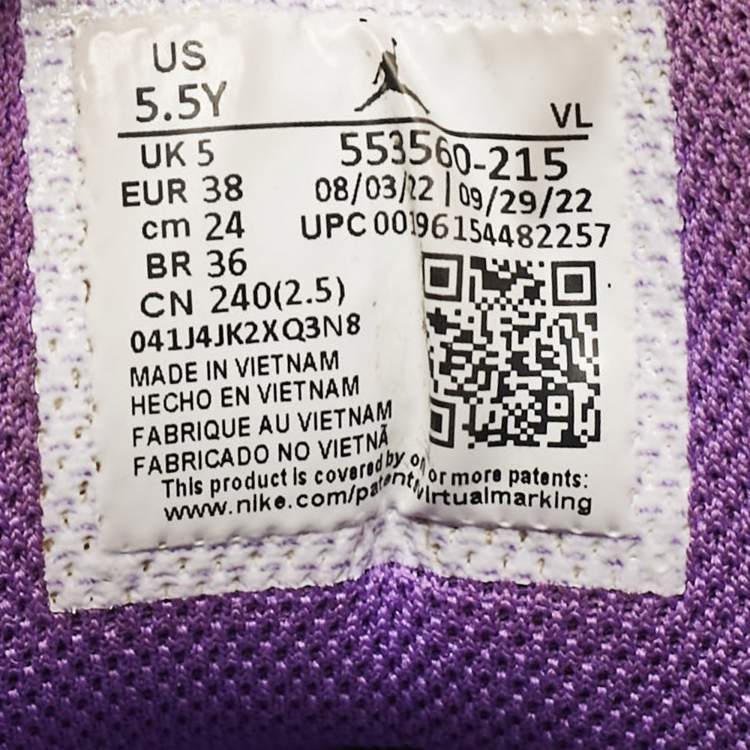 US
5.5Y
VL
UK 5
553560-215
EUR 38
08/03/22 | 09/29/22
cm 24
UPC 00196154482257
BR 36
CN 240(2.5)
041J4JK2XQ3N8
MADE IN VIETNAM
HECHO EN VIETNAM
FABRIQUE AU VIETNAM
FABRICADO NO VIETNÃ
This product is covered by or more patents:
www.nike.com/patentvirtualmarking